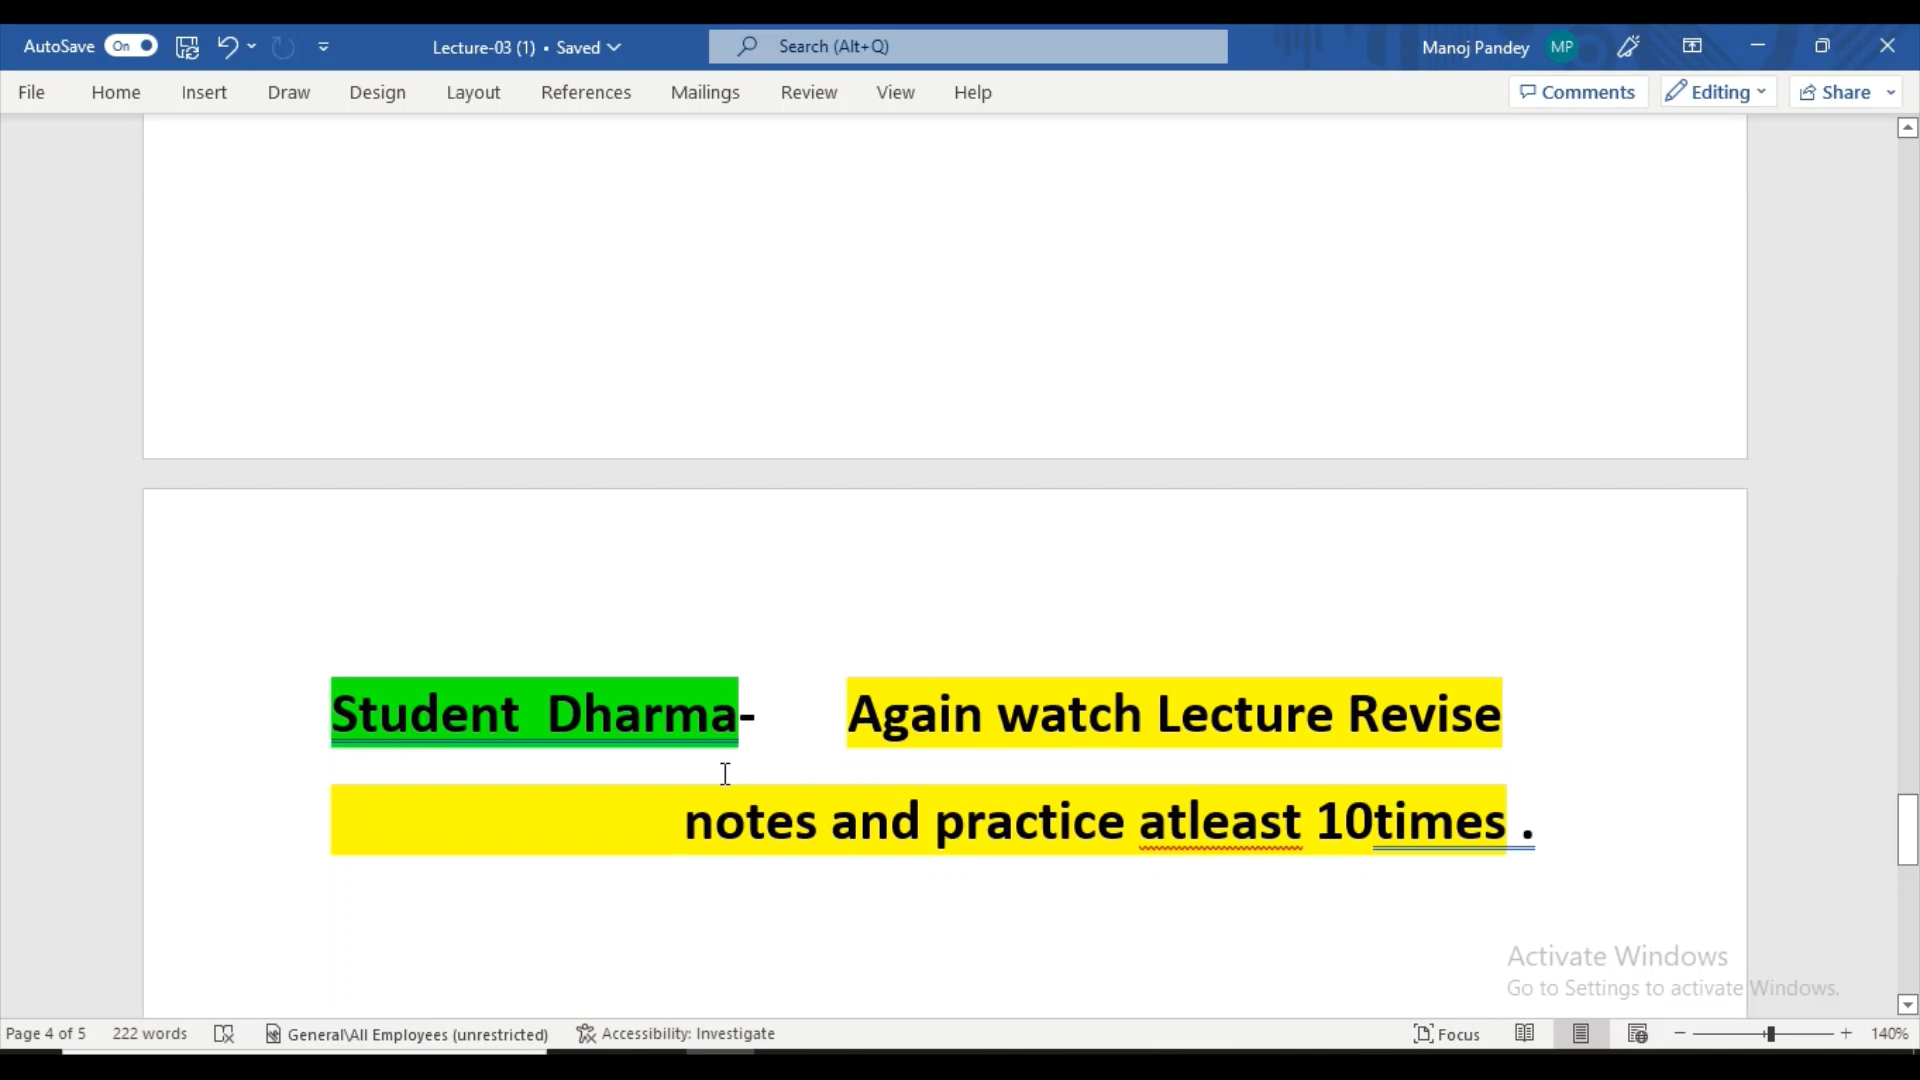 AutoSave On Lecture-03 (1) • Saved Search (Alt+Q) Manoj Pandey MP
File Home Insert Draw Design Layout References Mailings Review View Help Comments Editing Share
Student  Dharma- Again watch Lecture Revise
notes and practice atleast 10times .
Activate Windows
Go to Settings to activate Windows.
Page 4 of 5 222 words General\All Employees (unrestricted) Accessibility: Investigate Focus 140%